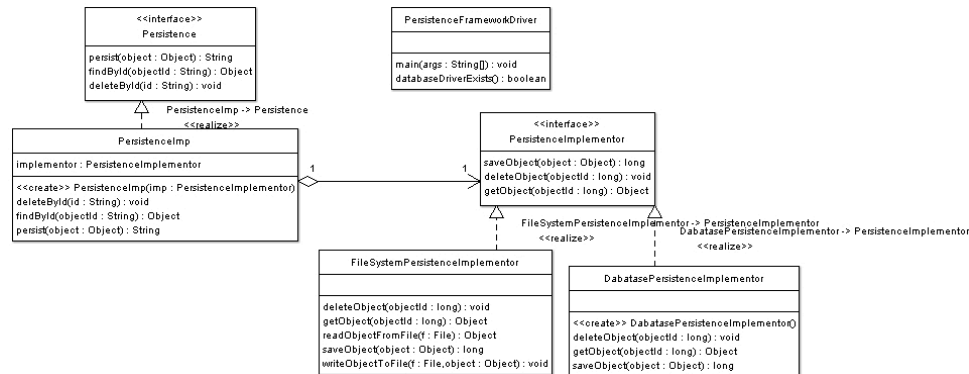 <<interface>>
Persistence
persist(object : Object) : String
findById(objectId : String) : Object
deleteById(id : String) : void
PersistenceFrameworkDriver
main(args : String[]) : void
databaseDriverExists() : boolean
PersistenceImp -> Persistence
<<realize>>
PersistenceImp
implementor : PersistenceImplementor
<<create>> PersistenceImp(imp : PersistenceImplementor)
deleteById(id : String) : void
findById(objectId : String) : Object
persist(object : Object) : String
1
1
<<interface>>
PersistenceImplementor
saveObject(object : Object) : long
deleteObject(objectId : long) : void
getObject(objectId : long) : Object
FileSystemPersistenceImplementor -> PersistenceImplementor
<<realize>>
DabatasePersistenceImplementor -> PersistenceImplementor
<<realize>>
FileSystemPersistenceImplementor
deleteObject(objectId : long) : void
getObject(objectId : long) : Object
readObjectFromFile(f : File) : Object
saveObject(object : Object) : long
writeObjectToFile(f : File,object : Object) : void
DabatasePersistenceImplementor
<<create>> DabatasePersistenceImplementor()
deleteObject(objectId : long) : void
getObject(objectId : long) : Object
saveObject(object : Object) : long